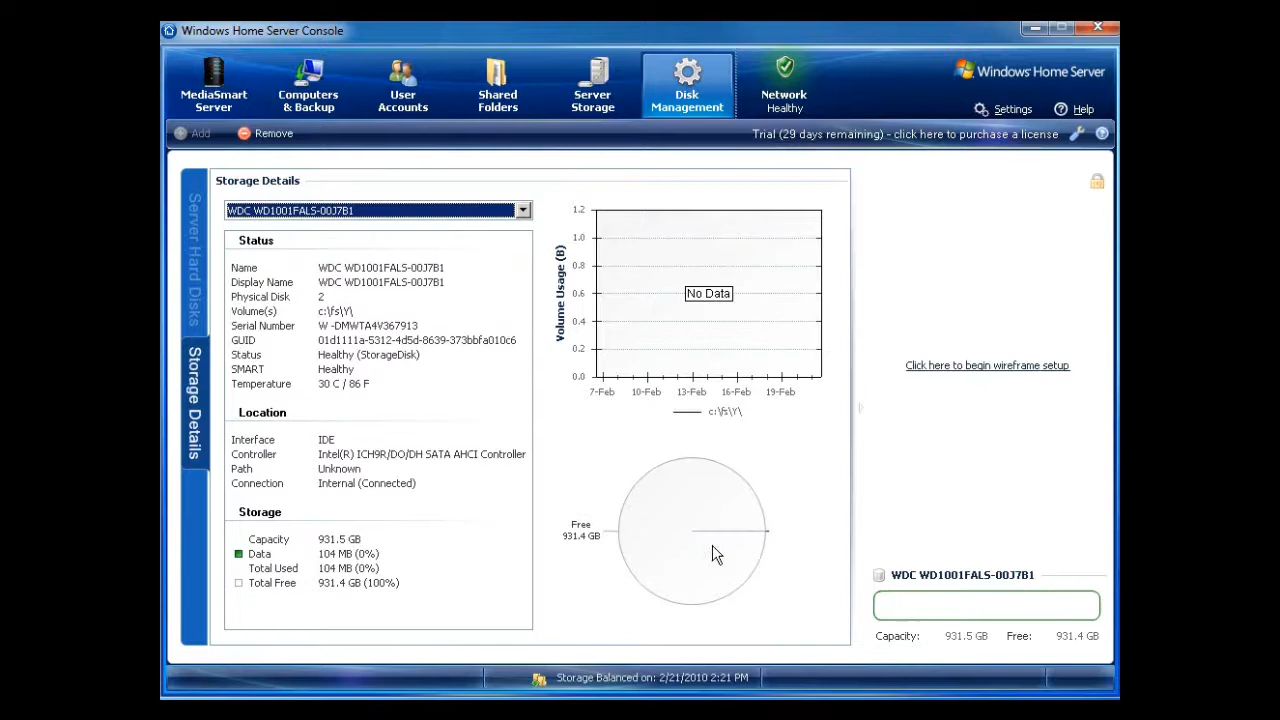 Windows Home Server Console
MediaSmart
Server
Computers
& Backup
User
Accounts
Shared
Folders
Server
Storage
Disk
Management
Network
Healthy
Windows Home Server
Settings
Help
Add
Remove
Trial (29 days remaining) - click here to purchase a license
Server Hard Disks
Storage Details
Storage Details
WDC WD1001FALS-00J7B1
Status
Name WDC WD1001FALS-00J7B1
Display Name WDC WD1001FALS-00J7B1
Physical Disk 2
Volume(s) c:\fs\Y\
Serial Number W -DMWTA4V367913
GUID 01d1111a-5312-4d5d-8639-373bbfa010c6
Status Healthy (StorageDisk)
SMART Healthy
Temperature 30 C / 86 F
Location
Interface IDE
Controller Intel(R) ICH9R/DO/DH SATA AHCI Controller
Path Unknown
Connection Internal (Connected)
Storage
Capacity 931.5 GB
Data 104 MB (0%)
Total Used 104 MB (0%)
Total Free 931.4 GB (100%)
Volume Usage (B)
1.2
1.0
0.8
0.6
0.4
0.2
0.0
No Data
7-Feb 10-Feb 13-Feb 16-Feb 19-Feb
c:\fs\Y\
Free
931.4 GB
Click here to begin wireframe setup
WDC WD1001FALS-00J7B1
Capacity: 931.5 GB Free: 931.4 GB
Storage Balanced on: 2/21/2010 2:21 PM